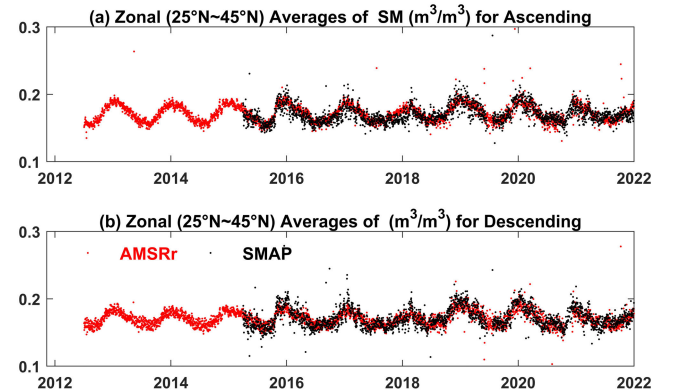 (a) Zonal (25°N~45°N) Averages of SM (m³/m³) for Ascending
0.3
0.2
0.1
2012 2014 2016 2018 2020 2022
(b) Zonal (25°N~45°N) Averages of (m³/m³) for Descending
0.3
AMSRr SMAP
0.2
0.1
2012 2014 2016 2018 2020 2022